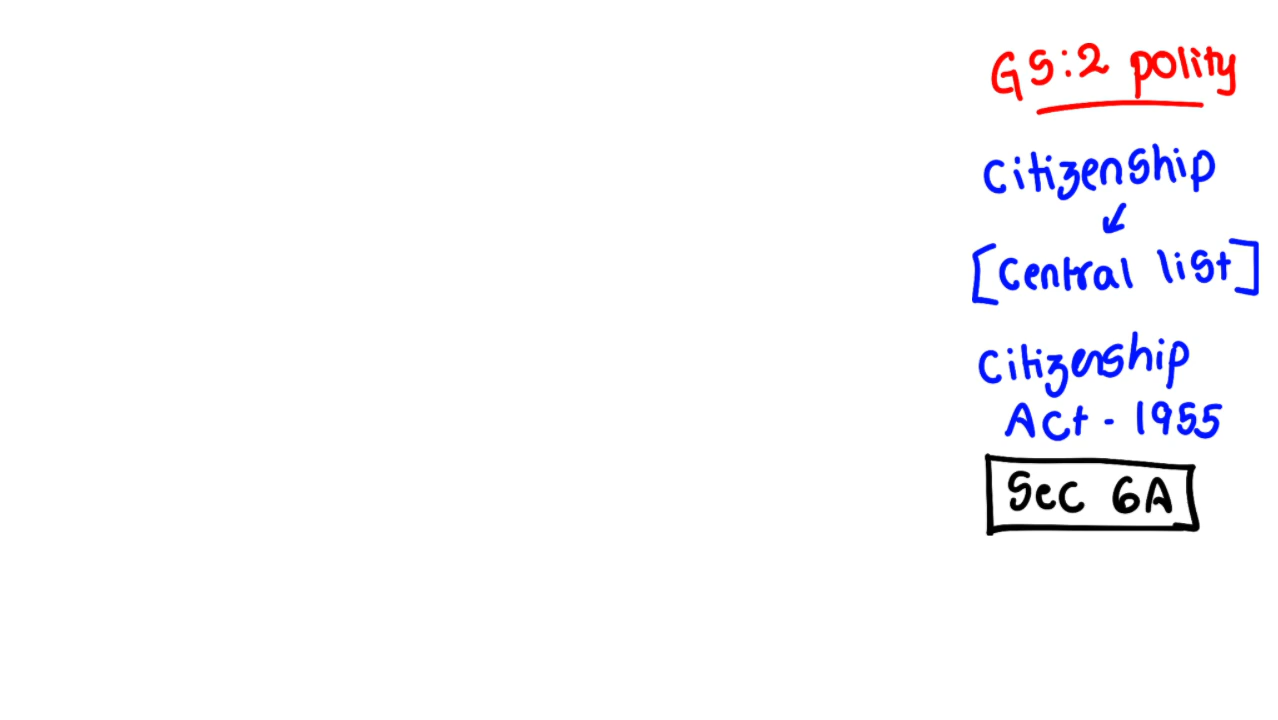 GS:2 polity
Citizenship
[Central list]
Citizenship
Act - 1955
Sec 6A